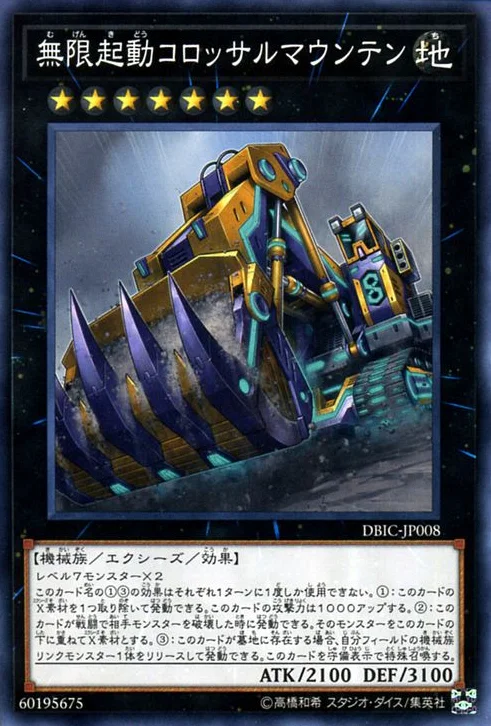 無限起動コロッサルマウンテン 地
DBIC-JP008
【機械族／エクシーズ／効果】
レベル7モンスター×2
このカード名の①③の効果はそれぞれ1ターンに1度しか使用できない。①：このカードの
X素材を1つ取り除いて発動できる。このカードの攻撃力は1000アップする。②：このカー
ドが戦闘で相手モンスターを破壊した時に発動できる。そのモンスターをこのカードの
下に重ねてX素材とする。③：このカードが墓地に存在する場合、自分フィールドの機械族
リンクモンスター1体をリリースして発動できる。このカードを守備表示で特殊召喚する。
ATK/2100 DEF/3100
60195675
©高橋和希 スタジオ・ダイス/集英社